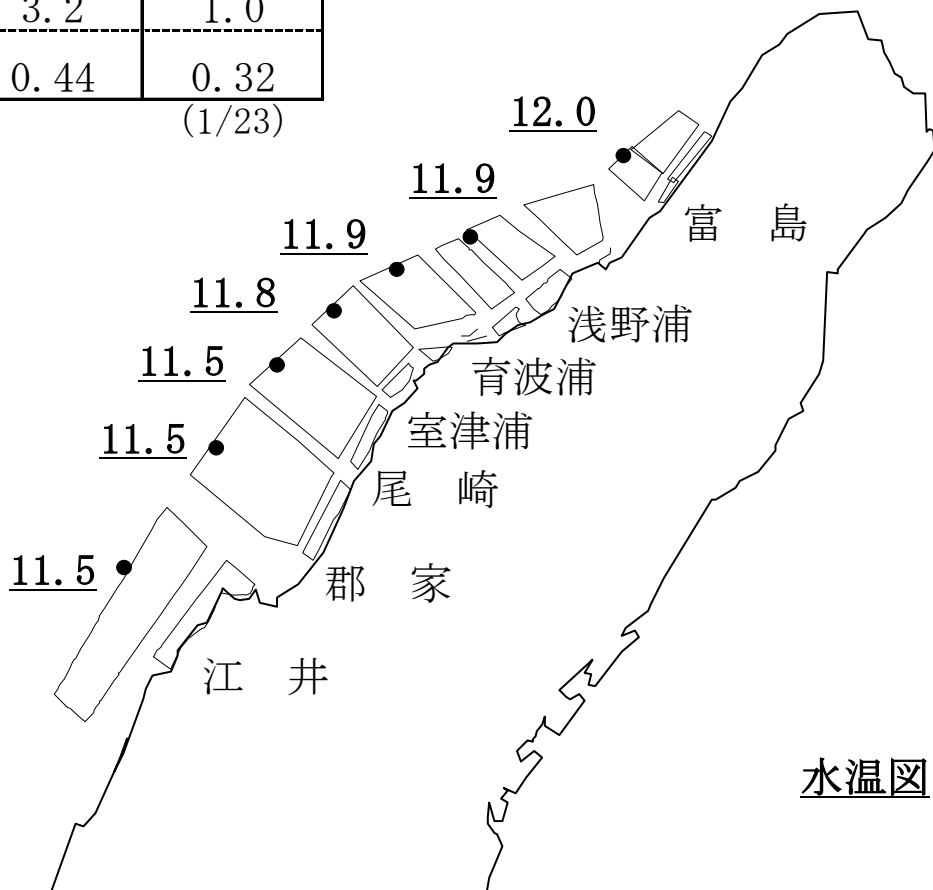 3.2 1.0
0.44 0.32
(1/23)
12.0
11.9
11.9
11.8
11.5
11.5
11.5
富 島
浅野浦
育波浦
室津浦
尾 崎
郡 家
江 井
水温図